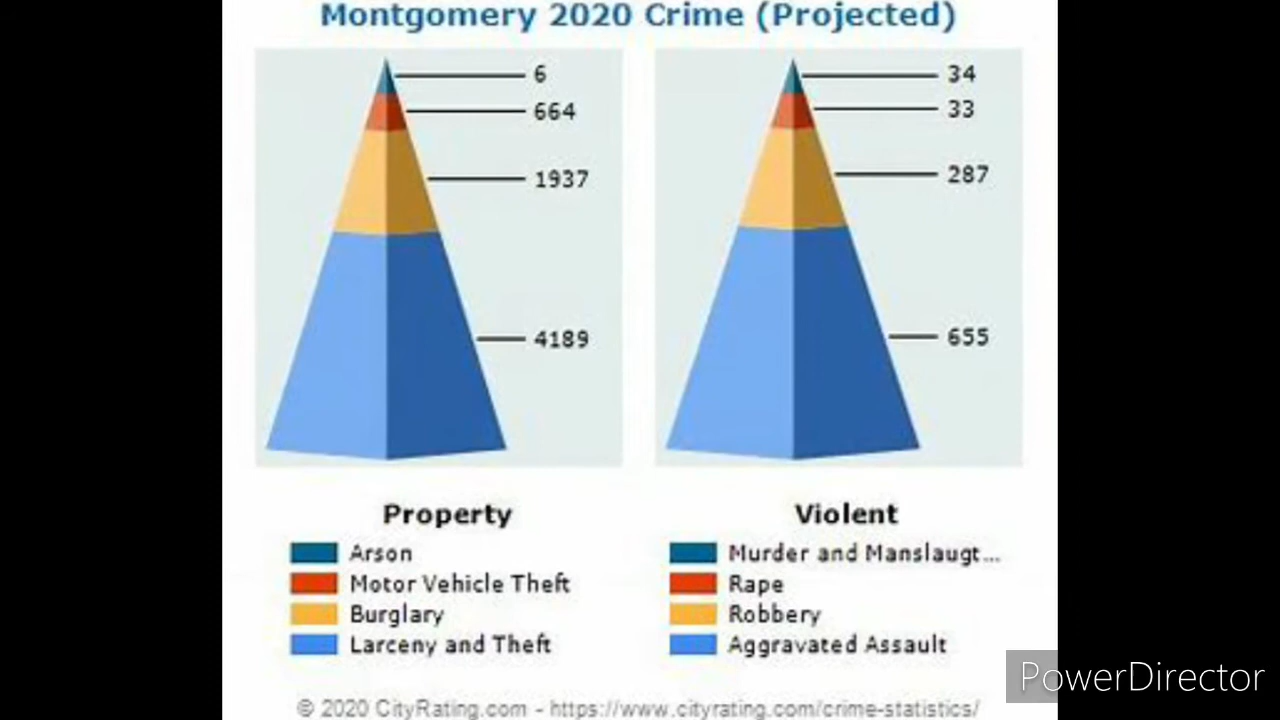 Montgomery 2020 Crime (Projected)
6
664
1937
4189
34
33
287
655
Property
Arson
Motor Vehicle Theft
Burglary
Larceny and Theft
Violent
Murder and Manslaugt...
Rape
Robbery
Aggravated Assault
© 2020 CityRating.com - https://www.cityrating.com/crime-statistics/
PowerDirector